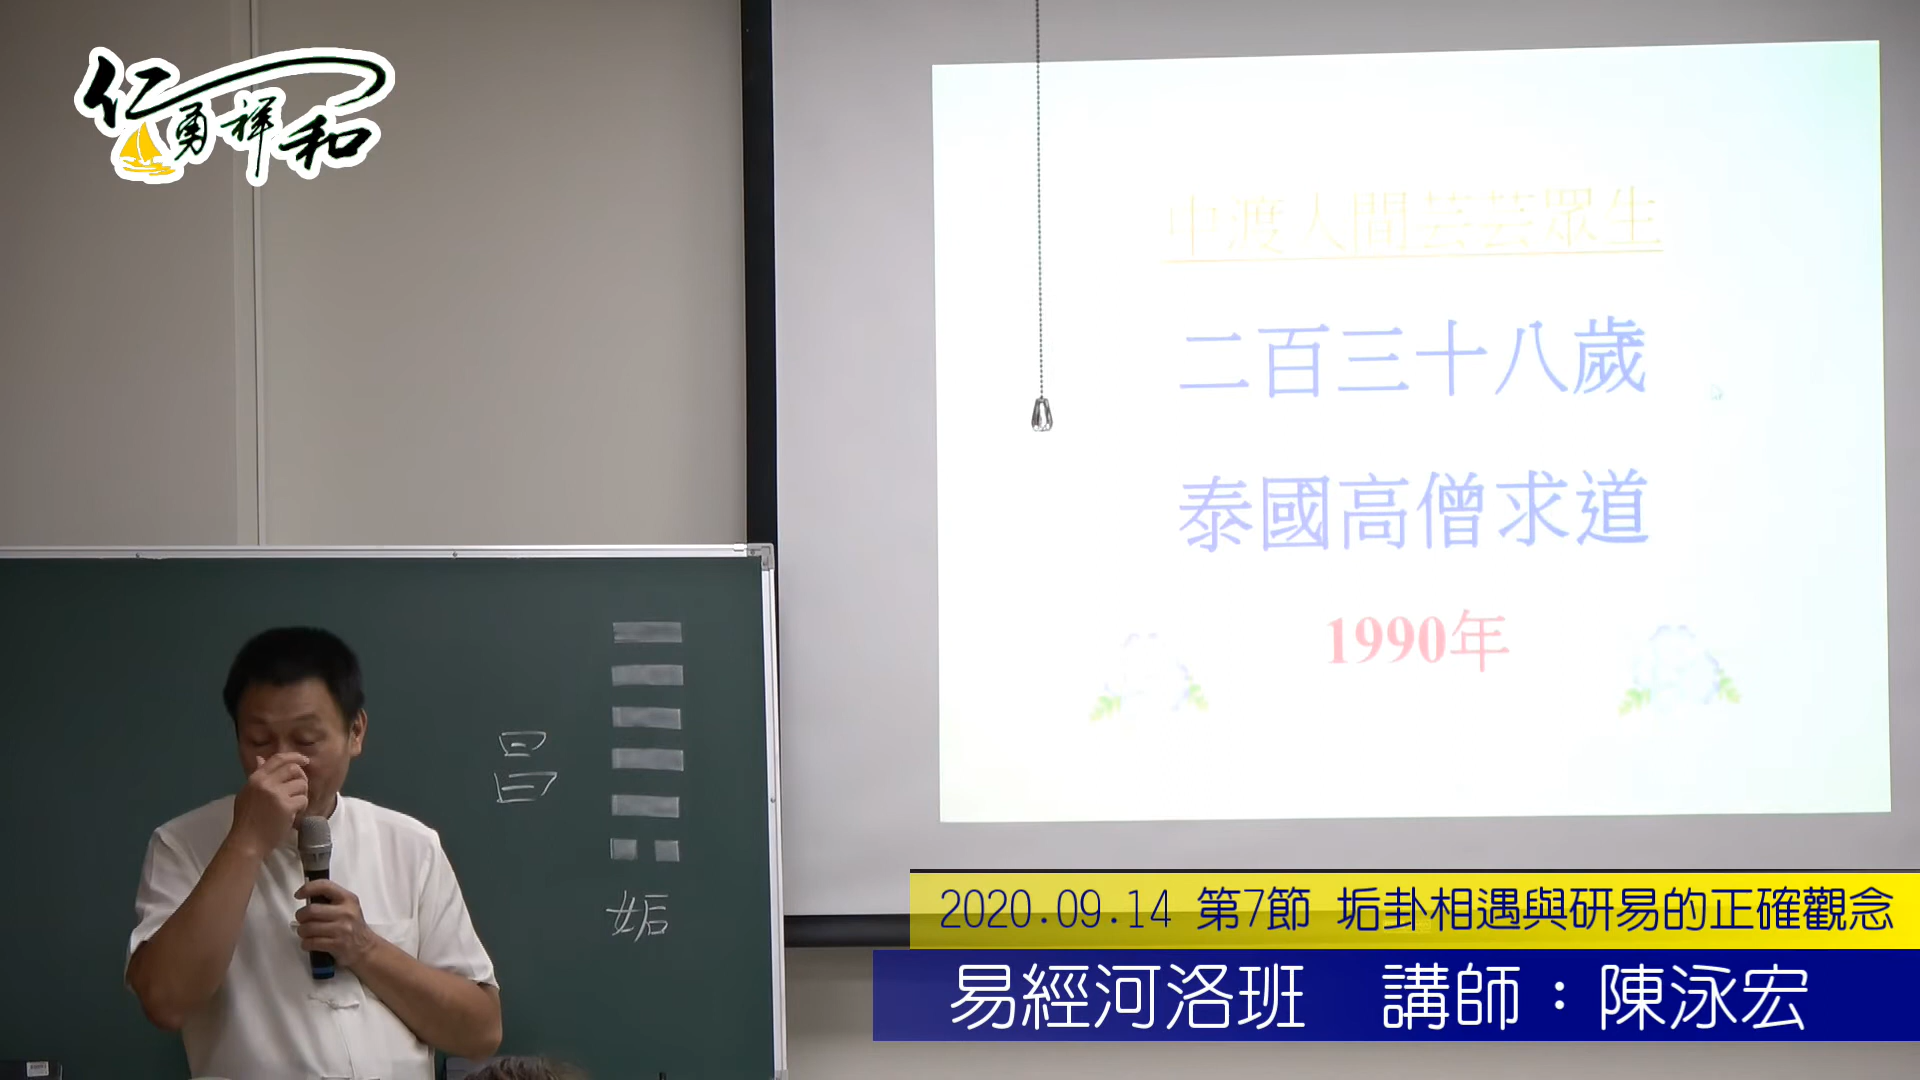 仁勇祥和
中渡人間芸芸眾生
二百三十八歲
泰國高僧求道
1990年
昌
姤
2020.09.14 第7節 垢卦相遇與研易的正確觀念
易經河洛班 講師：陳泳宏